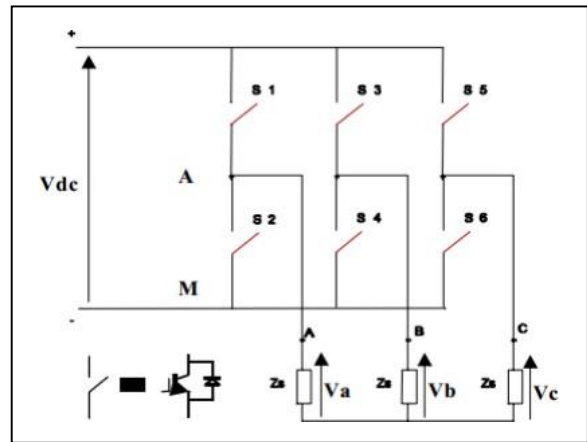 +
S 1 S 3 S 5
Vdc A
S 2 S 4 S 6
M
-
A B C
Zs Va Zs Vb Zs Vc